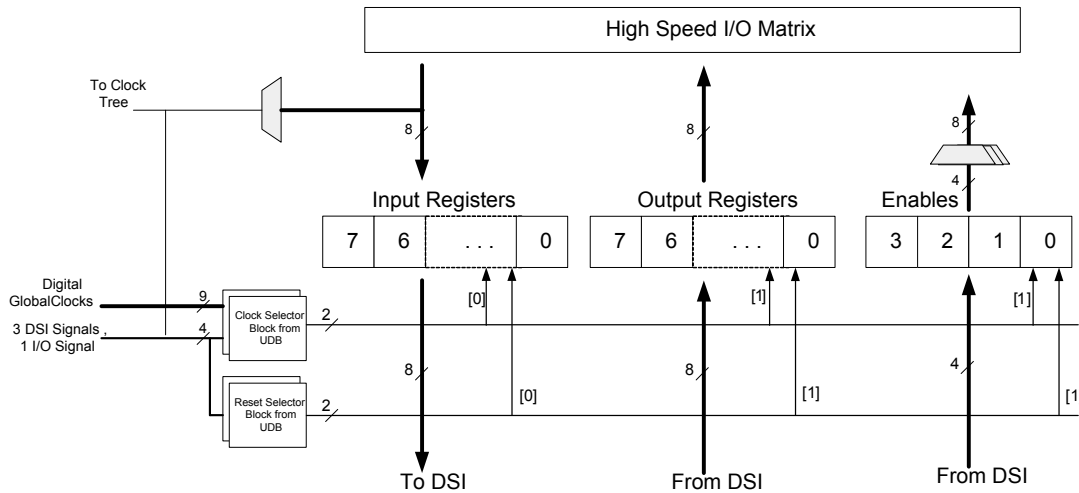 High Speed I/O Matrix
To Clock
Tree
8
8
8
4
Input Registers
Output Registers
Enables
7 6 . . . 0
7 6 . . . 0
3 2 1 0
Digital
GlobalClocks
9
[0]
[1]
[1]
3 DSI Signals ,
1 I/O Signal
4
Clock Selector
Block from
UDB
2
8
8
4
[0]
[1]
[1
Reset Selector
Block from
UDB
2
To DSI
From DSI
From DSI